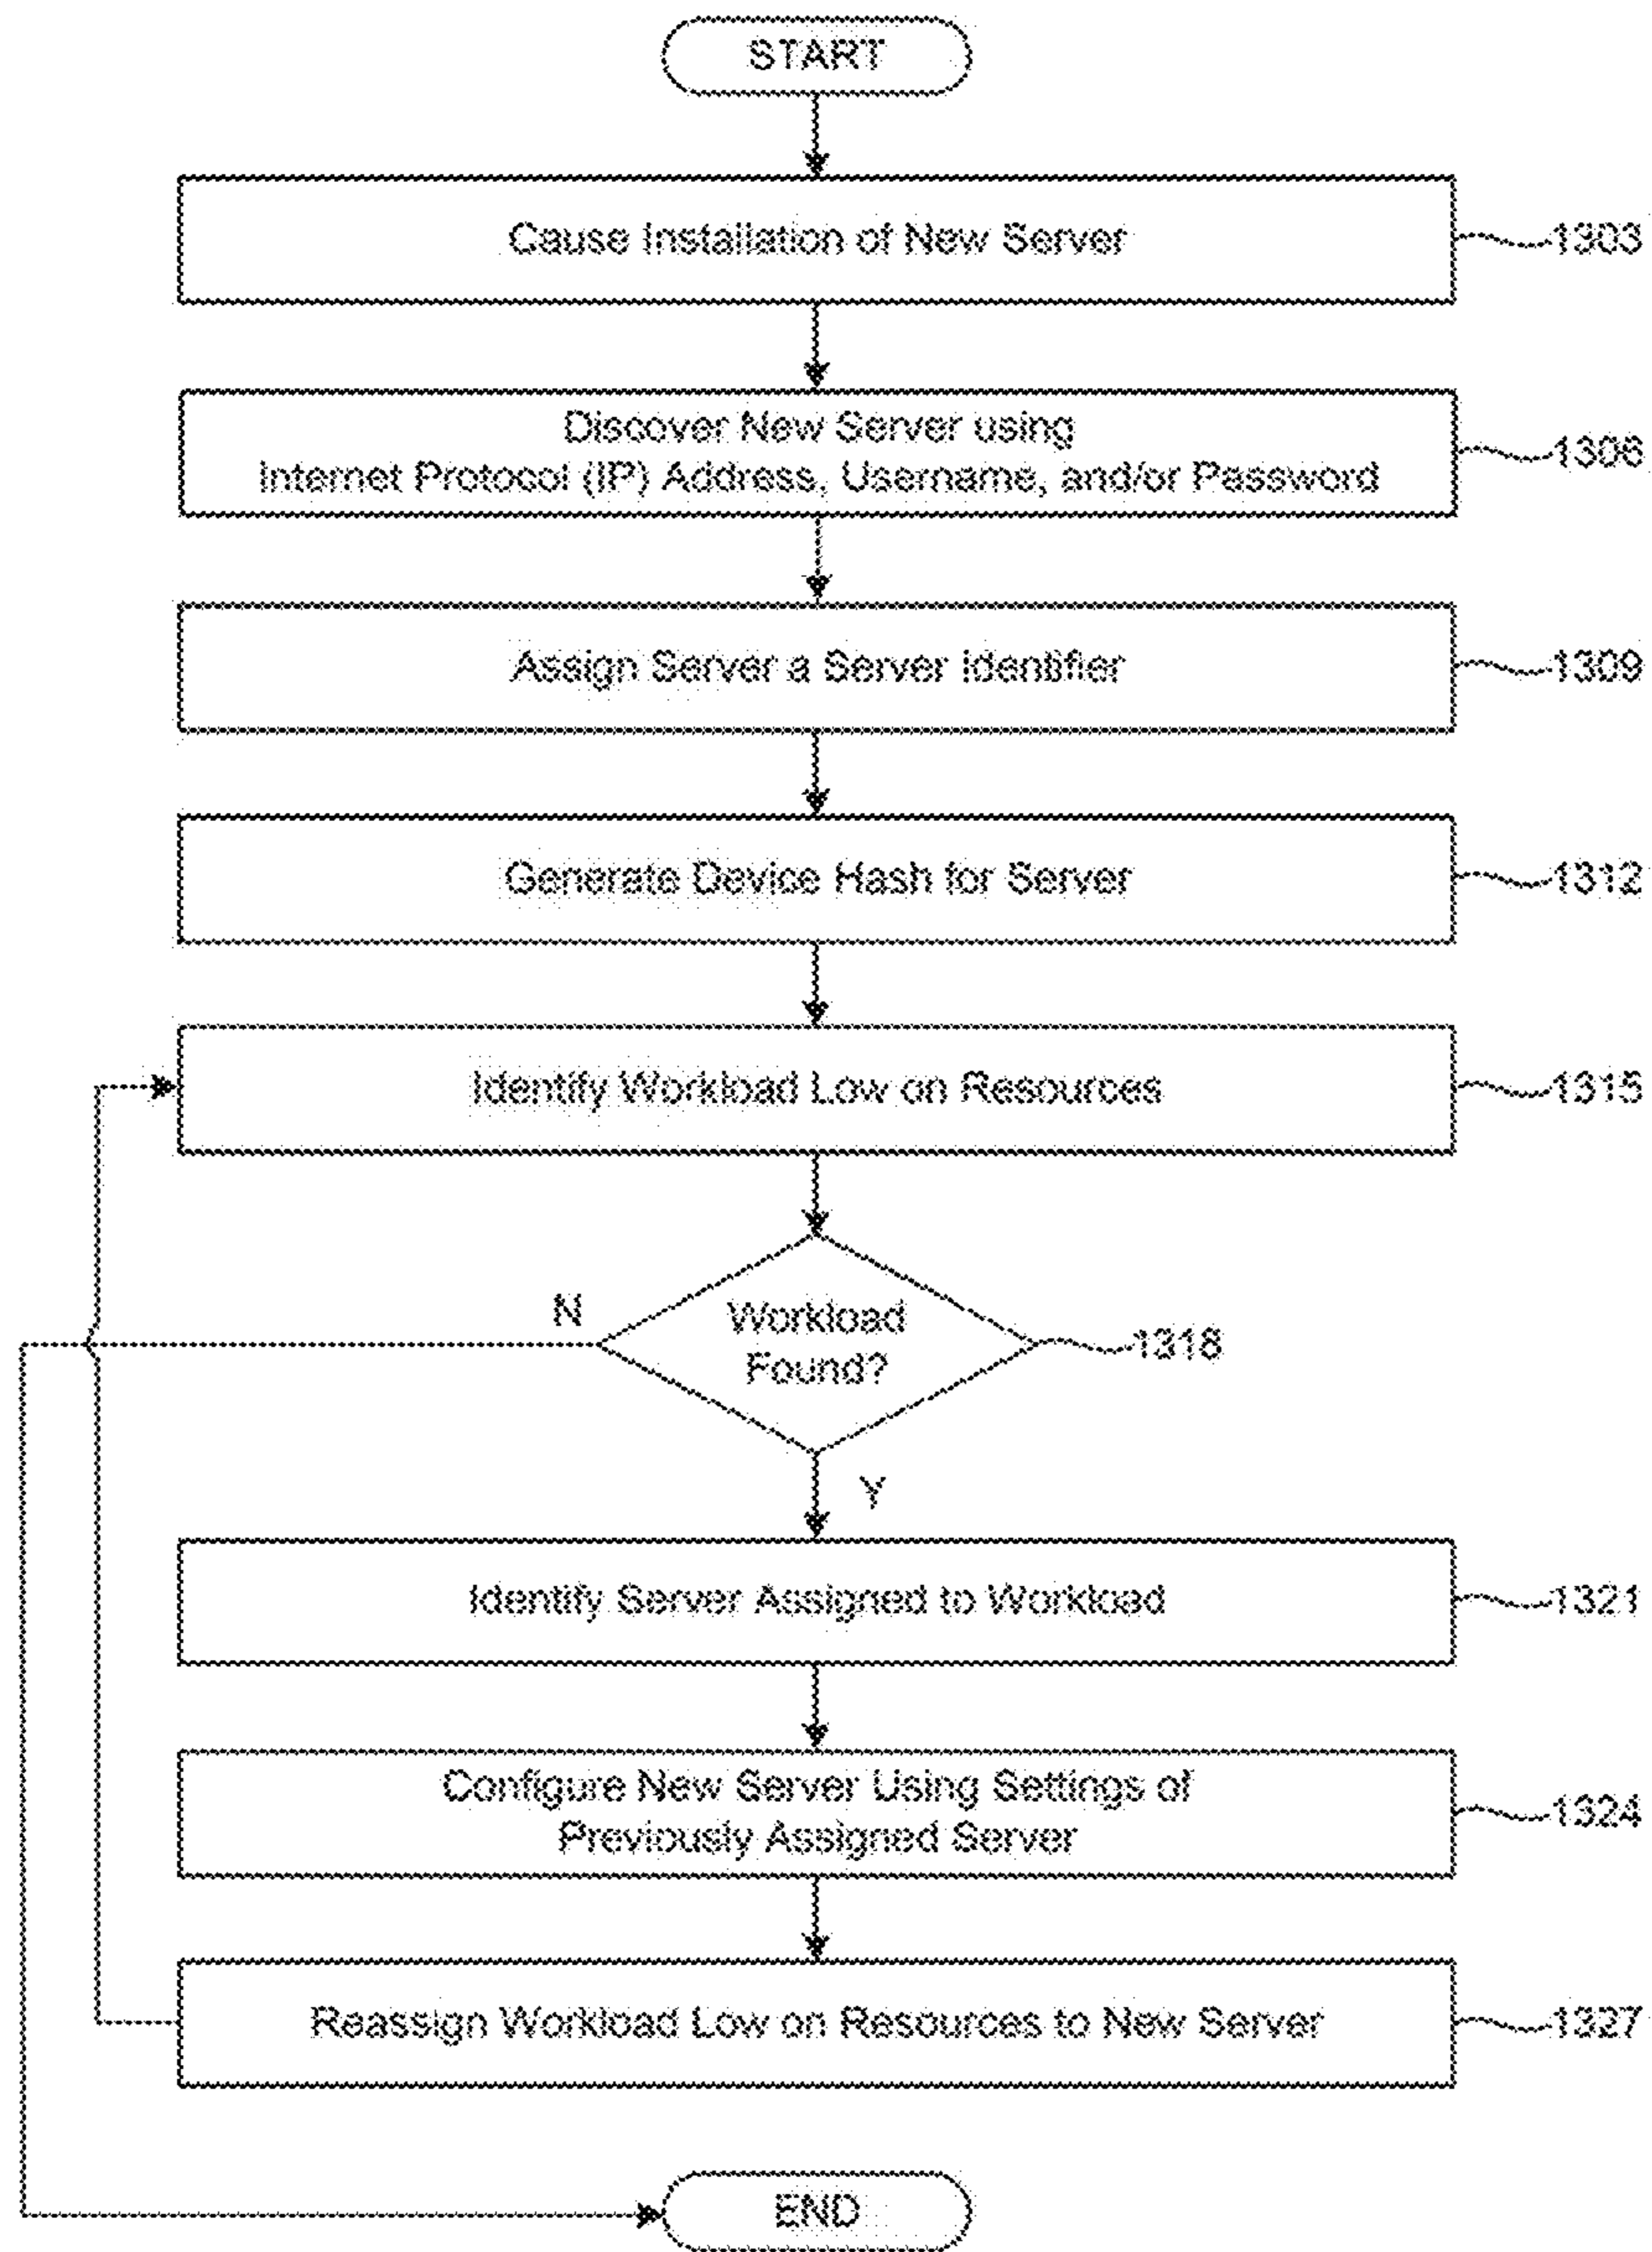 START
Cause Installation of New Server
1303
Discover New Server using
Internet Protocol (IP) Address, Username, and/or Password
1306
Assign Server a Server Identifier
1309
Generate Device Hash for Server
1312
Identify Workload Low on Resources
1315
N
Workload
Found?
1318
Y
Identify Server Assigned to Workload
1321
Configure New Server Using Settings of
Previously Assigned Server
1324
Reassign Workload Low on Resources to New Server
1327
END